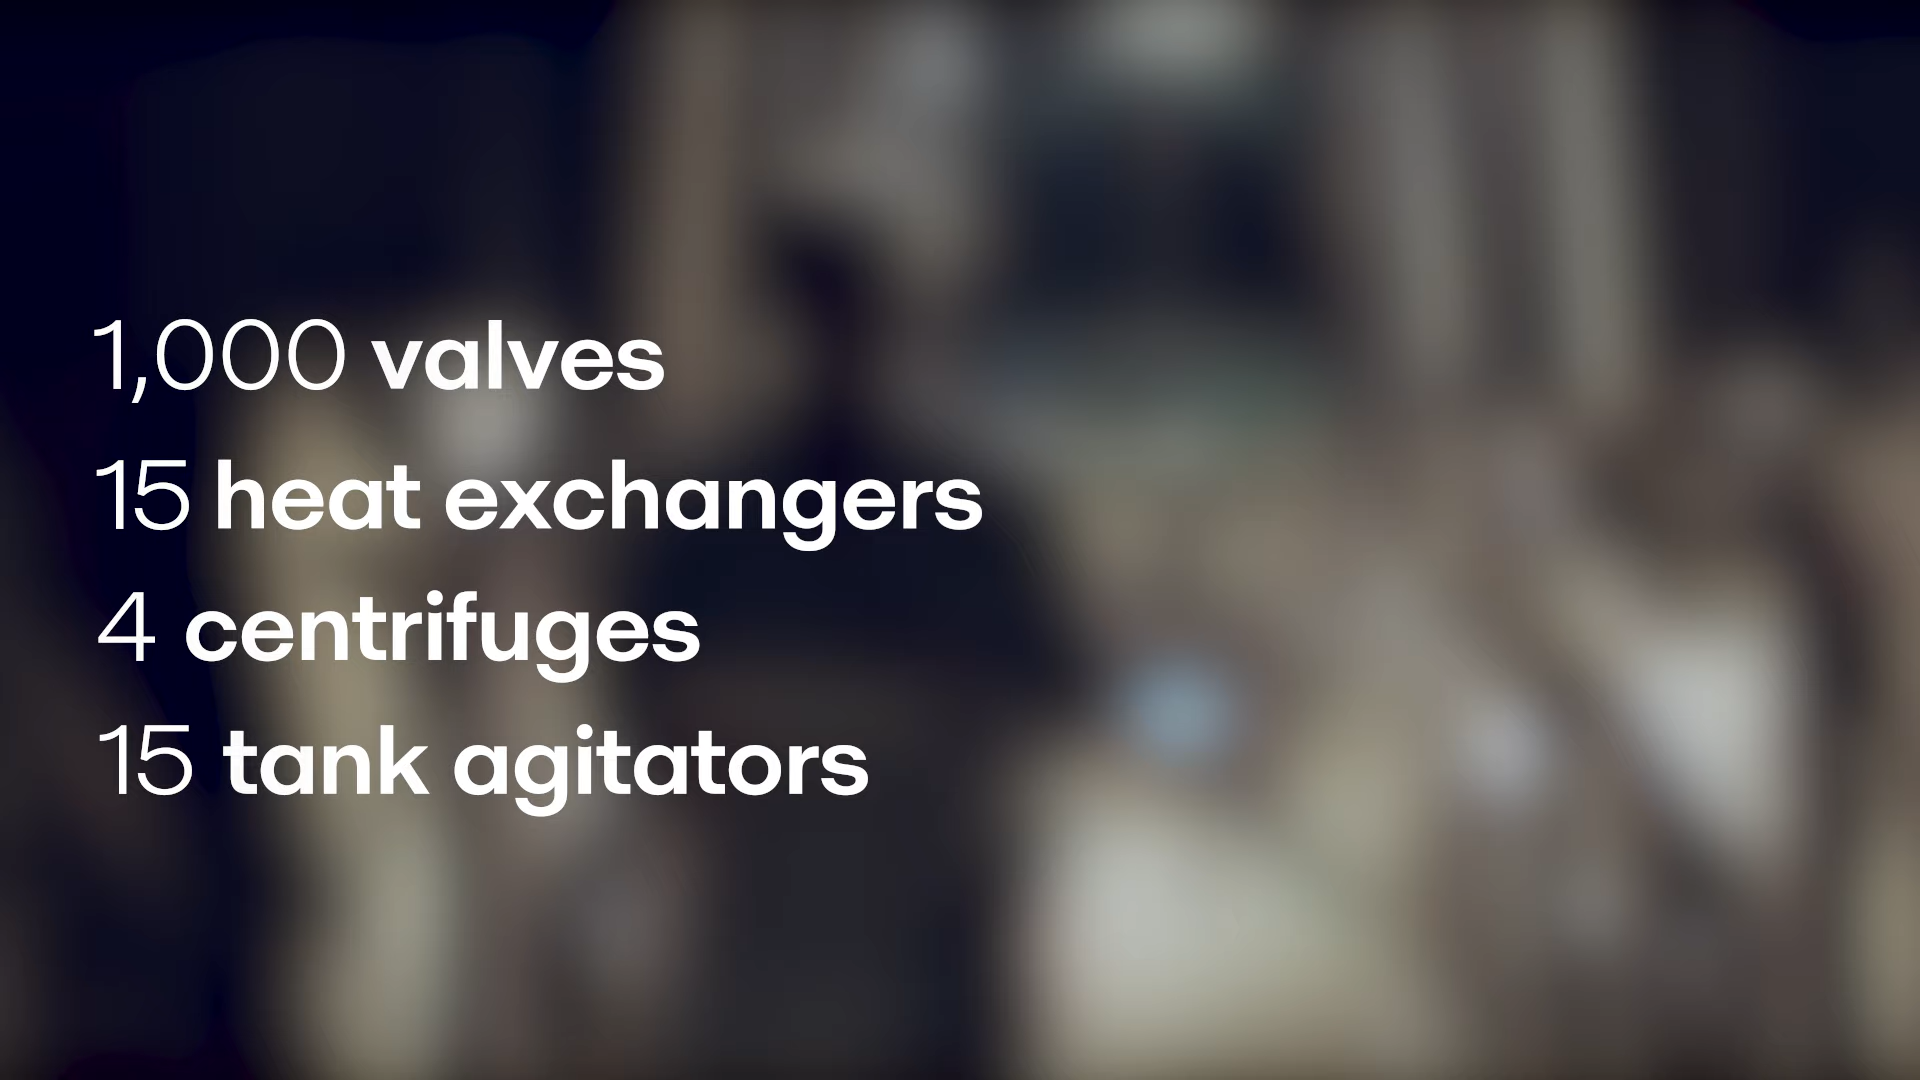 1,000 valves
15 heat exchangers
4 centrifuges
15 tank agitators